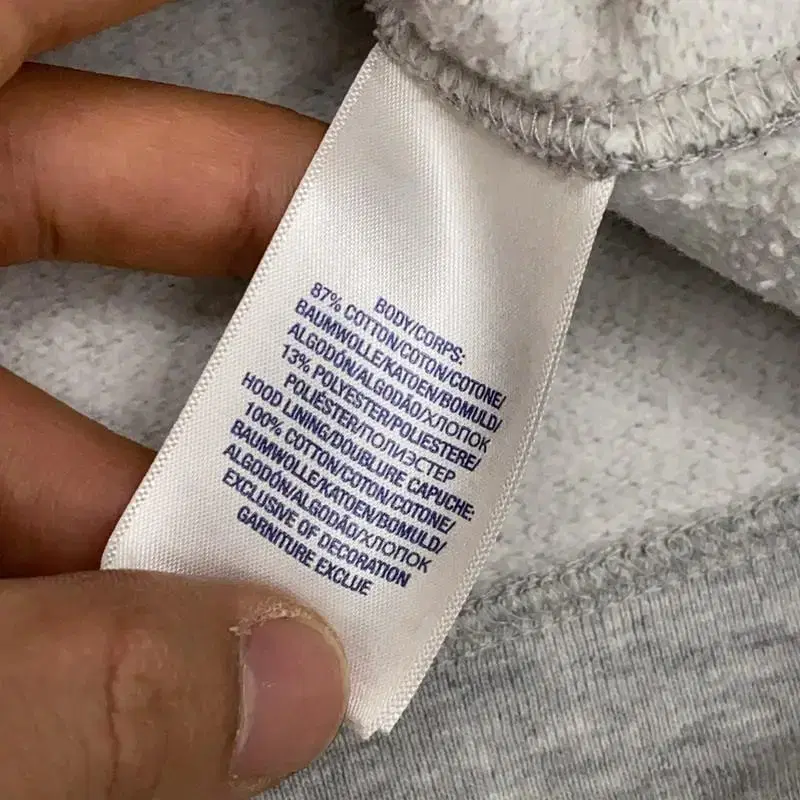 BODY/CORPS:
87% COTTON/COTON/COTONE/
BAUMWOLLE/KATOEN/BOMULD/
ALGODÓN/ALGODÃO/ХЛОПОК
13% POLYESTER/POLIESTERE/
POLIÉSTER/ПОЛИЭСТЕР
HOOD LINING/DOUBLURE CAPUCHE:
100% COTTON/COTON/COTONE/
BAUMWOLLE/KATOEN/BOMULD/
ALGODÓN/ALGODÃO/ХЛОПОК
EXCLUSIVE OF DECORATION
GARNITURE EXCLUE